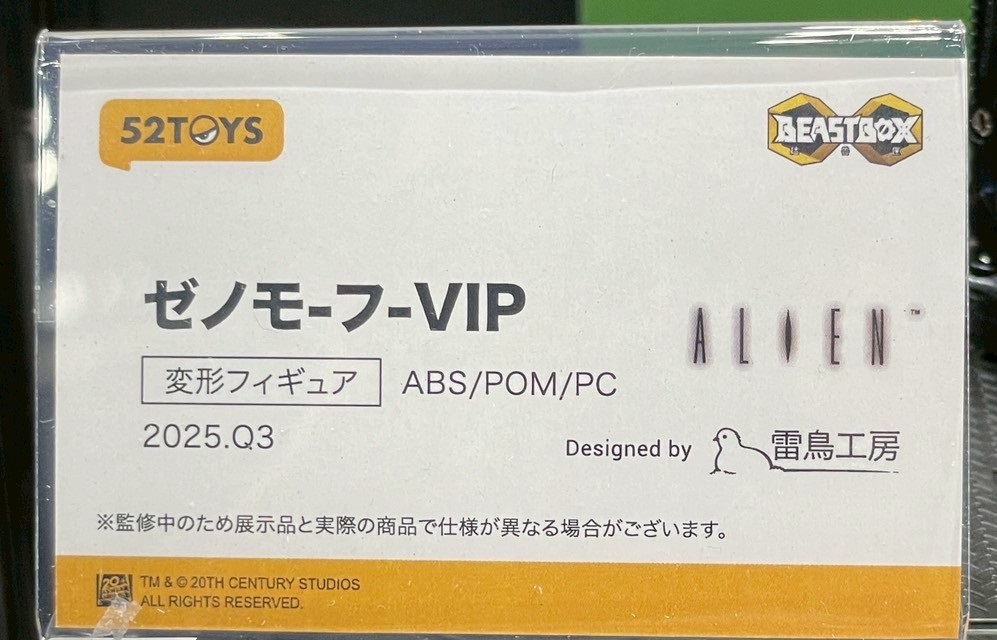 52TOYS
BEASTBOX
ゼノモ-フ-VIP
ALIEN™
変形フィギュア ABS/POM/PC
2025.Q3
Designed by 雷鳥工房
※監修中のため展示品と実際の商品で仕様が異なる場合がございます。
TM & © 20TH CENTURY STUDIOS
ALL RIGHTS RESERVED.